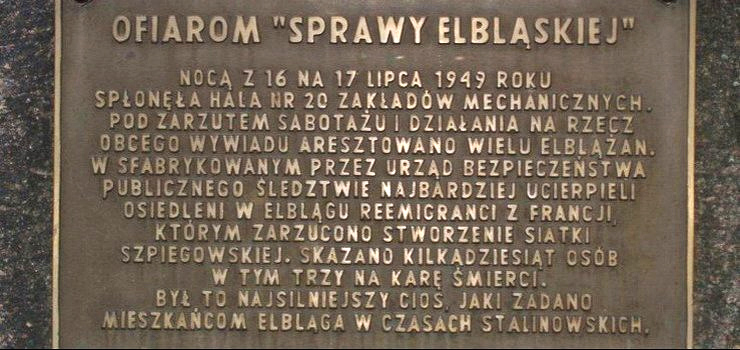 OFIAROM "SPRAWY ELBLĄSKIEJ"
NOCĄ Z 16 NA 17 LIPCA 1949 ROKU
SPŁONĘŁA HALA NR 20 ZAKŁADÓW MECHANICZNYCH.
POD ZARZUTEM SABOTAŻU I DZIAŁANIA NA RZECZ
OBCEGO WYWIADU ARESZTOWANO WIELU ELBLĄŻAN.
W SFABRYKOWANYM PRZEZ URZĄD BEZPIECZEŃSTWA
PUBLICZNEGO ŚLEDZTWIE NAJBARDZIEJ UCIERPIELI
OSIEDLENI W ELBLĄGU REEMIGRANCI Z FRANCJI,
KTÓRYM ZARZUCONO STWORZENIE SIATKI
SZPIEGOWSKIEJ. SKAZANO KILKĄDZIESIĄT OSÓB
W TYM TRZY NA KARĘ ŚMIERCI.
BYŁ TO NAJSILNIEJSZY CIOS, JAKI ZADANO
MIESZKAŃCOM ELBLĄGA W CZASACH STALINOWSKICH.